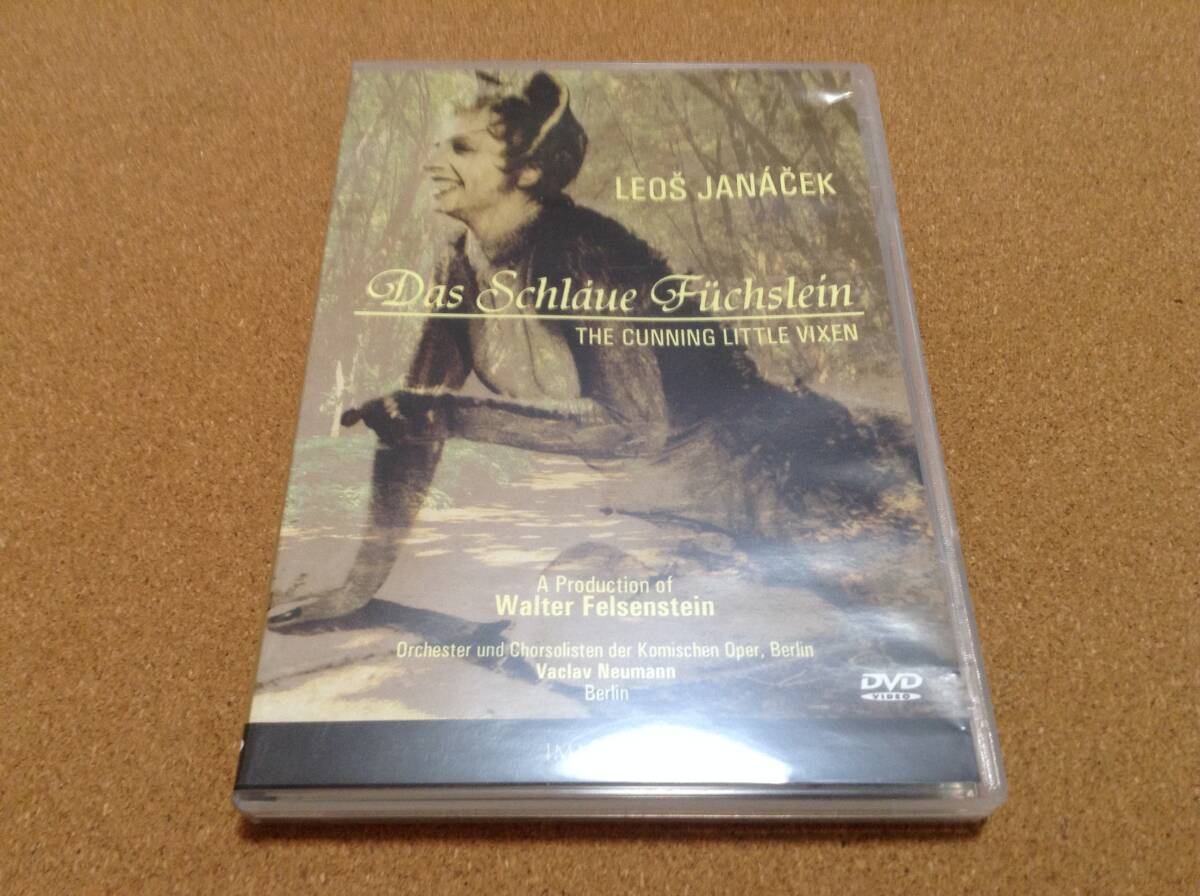 LEOŠ JANÁČEK
Das Schlaue Füchslein
THE CUNNING LITTLE VIXEN
A Production of
Walter Felsenstein
Orchester und Chorsolisten der Komischen Oper, Berlin
Vaclav Neumann
Berlin
DVD
VIDEO